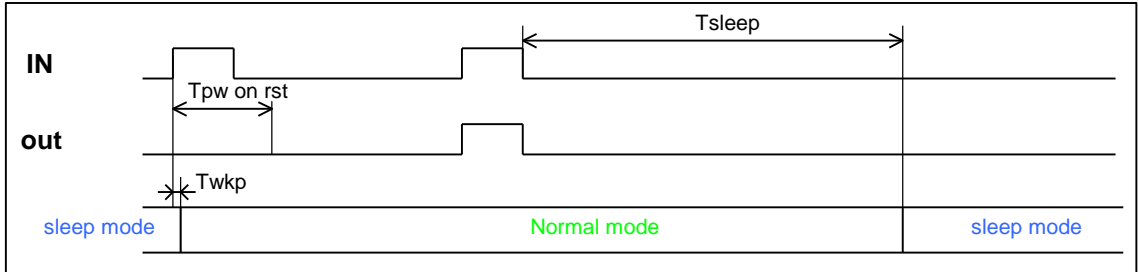 Tsleep
IN
Tpw on rst
out
Twkp
sleep mode Normal mode sleep mode